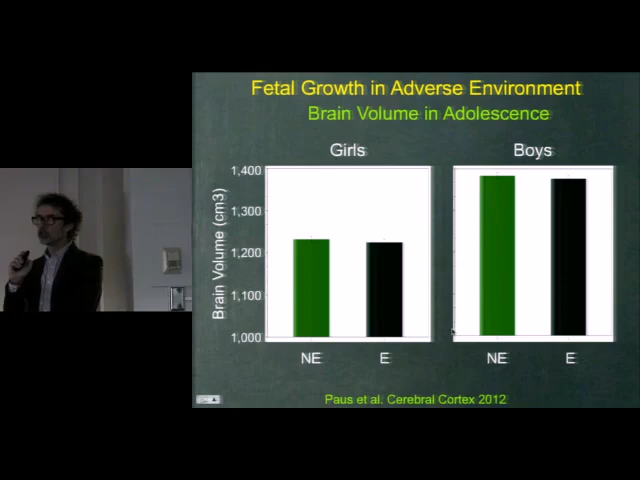 Fetal Growth in Adverse Environment
Brain Volume in Adolescence
Girls
Boys
Brain Volume (cm3)
1,400
1,300
1,200
1,100
1,000
NE
E
NE
E
Paus et al. Cerebral Cortex 2012